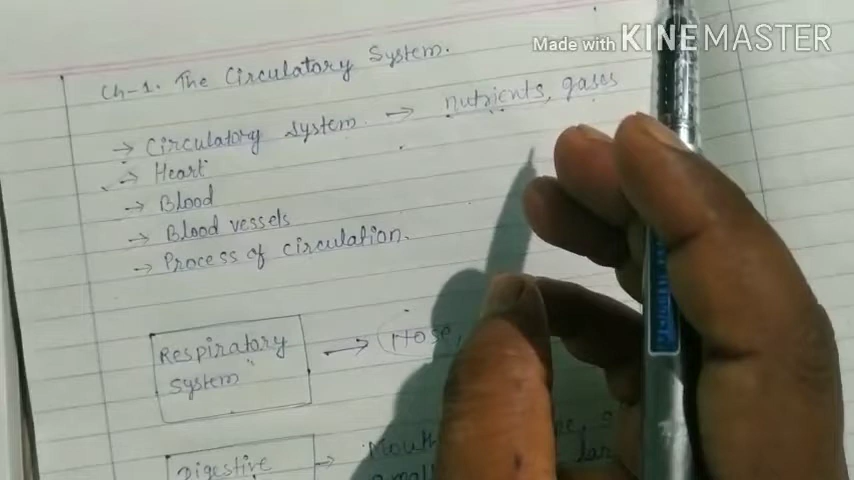 Made with KINEMASTER
Ch-1. The Circulatory System.
→ Circulatory System. → nutrients, gases
→ Heart
→ Blood
→ Blood vessels
→ Process of circulation.
Respiratory System → Nose,
Digestive → Mouth